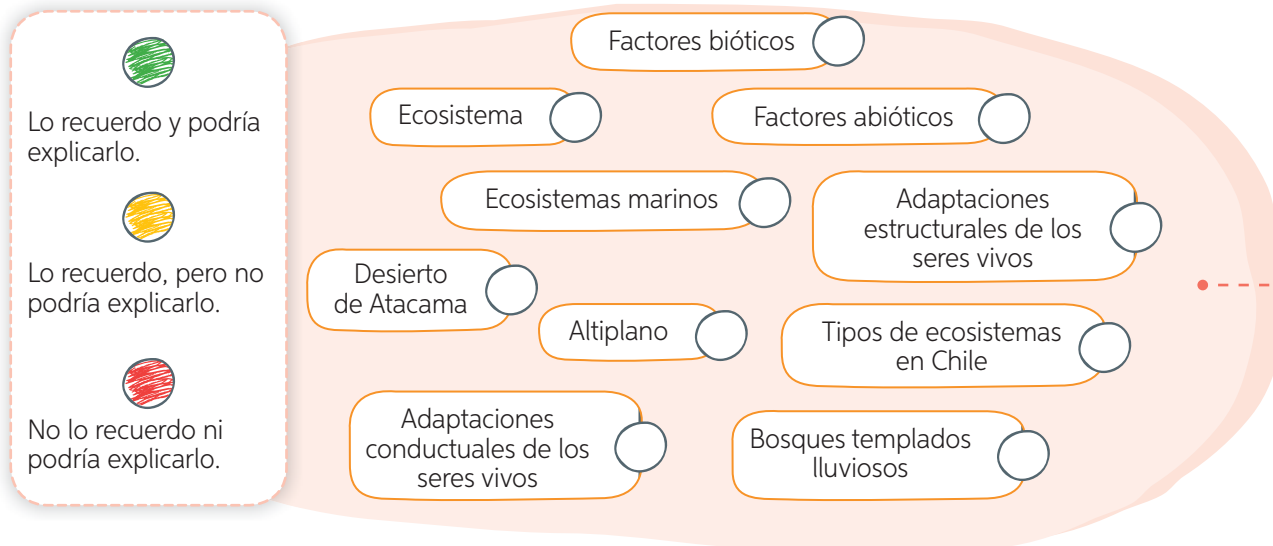 Lo recuerdo y podría
explicarlo.
Lo recuerdo, pero no
podría explicarlo.
No lo recuerdo ni
podría explicarlo.
Factores bióticos
Ecosistema
Factores abióticos
Ecosistemas marinos
Adaptaciones
estructurales de los
seres vivos
Desierto
de Atacama
Altiplano
Tipos de ecosistemas
en Chile
Adaptaciones
conductuales de los
seres vivos
Bosques templados
lluviosos